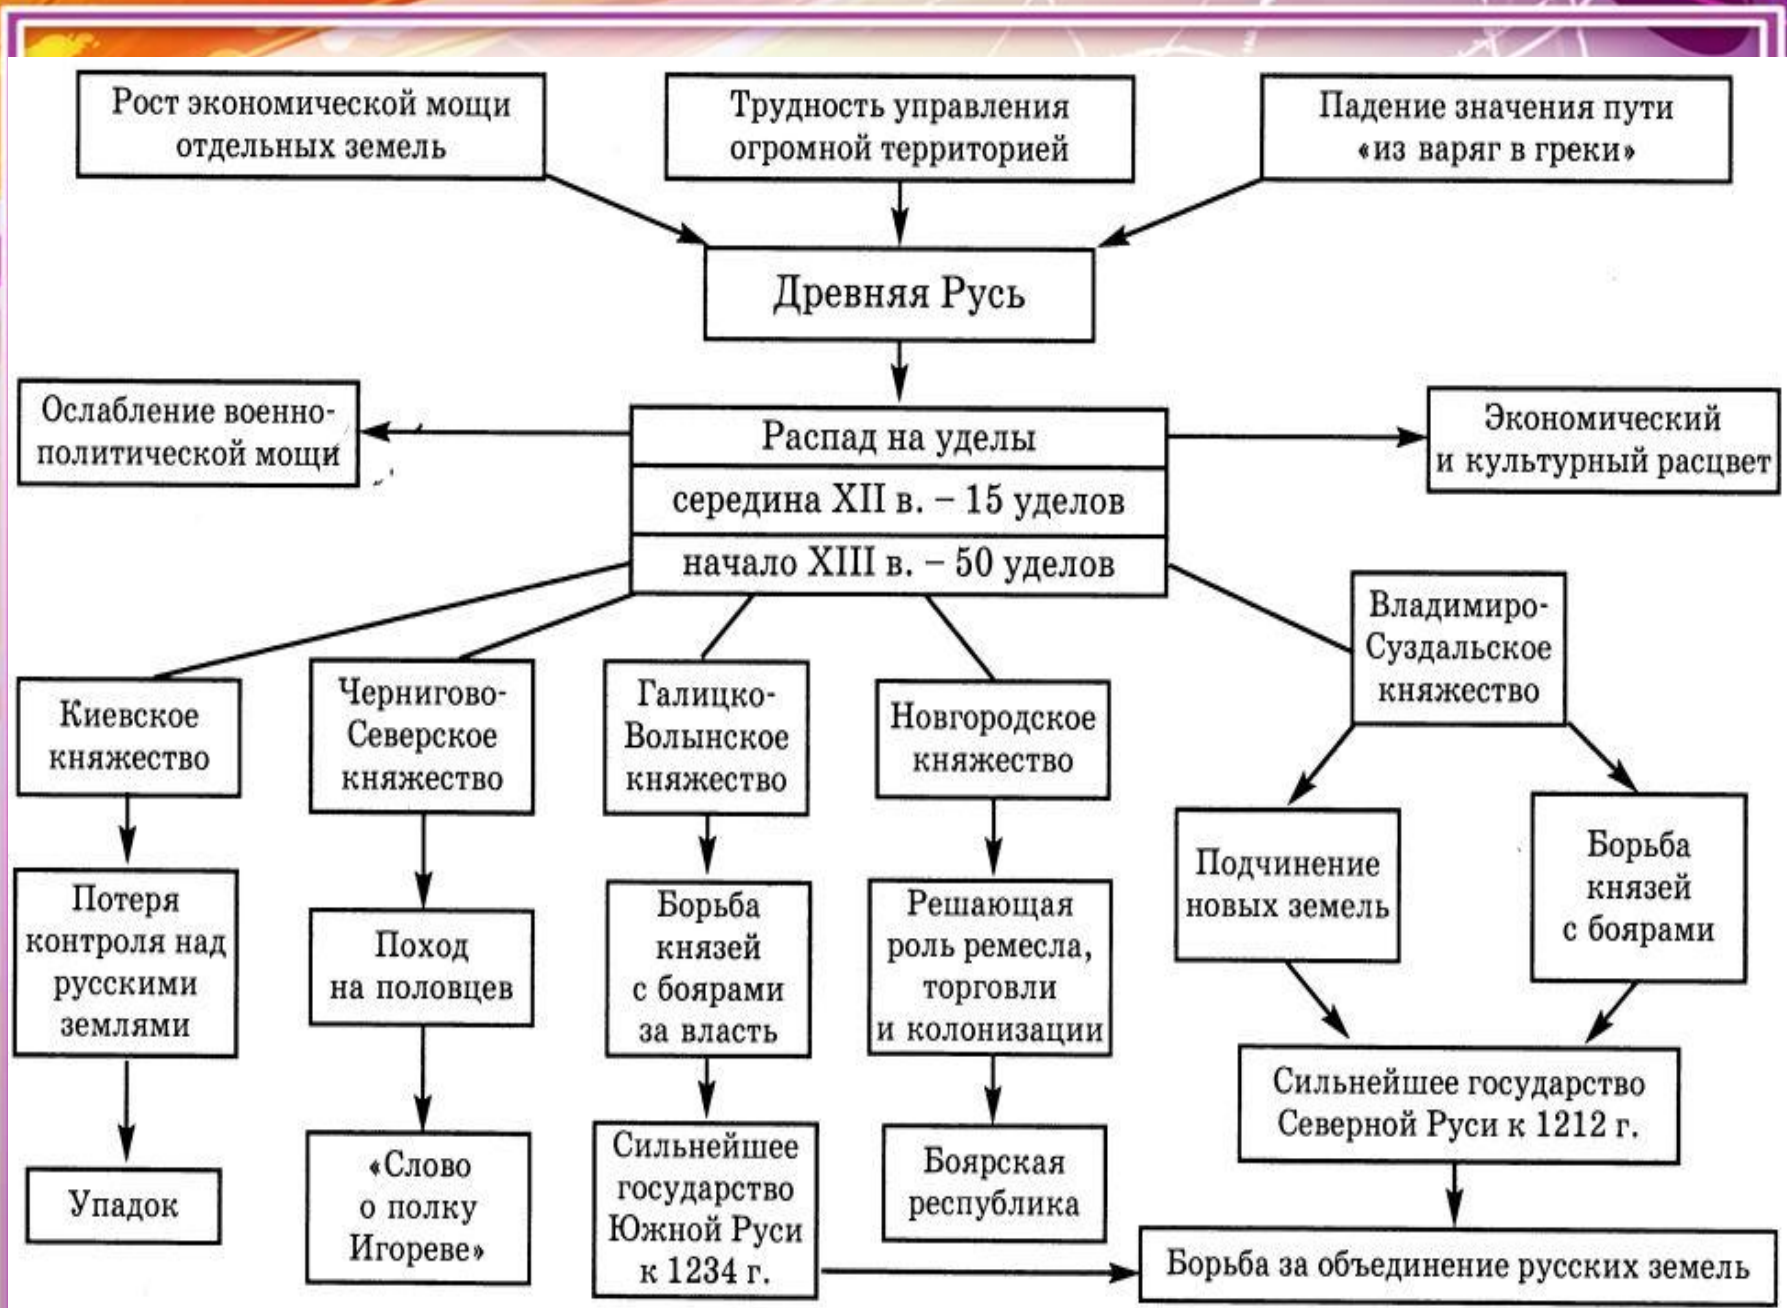 Рост экономической мощи
отдельных земель
Трудность управления
огромной территорией
Падение значения пути
«из варяг в греки»
Древняя Русь
Ослабление военно-
политической мощи
Распад на уделы
середина XII в. – 15 уделов
начало XIII в. – 50 уделов
Экономический
и культурный расцвет
Киевское
княжество
Чернигово-
Северское
княжество
Галицко-
Волынское
княжество
Новгородское
княжество
Владимиро-
Суздальское
княжество
Потеря
контроля над
русскими
землями
Поход
на половцев
Борьба
князей
с боярами
за власть
Решающая
роль ремесла,
торговли
и колонизации
Подчинение
новых земель
Борьба
князей
с боярами
Упадок
«Слово
о полку
Игореве»
Сильнейшее
государство
Южной Руси
к 1234 г.
Боярская
республика
Сильнейшее государство
Северной Руси к 1212 г.
Борьба за объединение русских земель